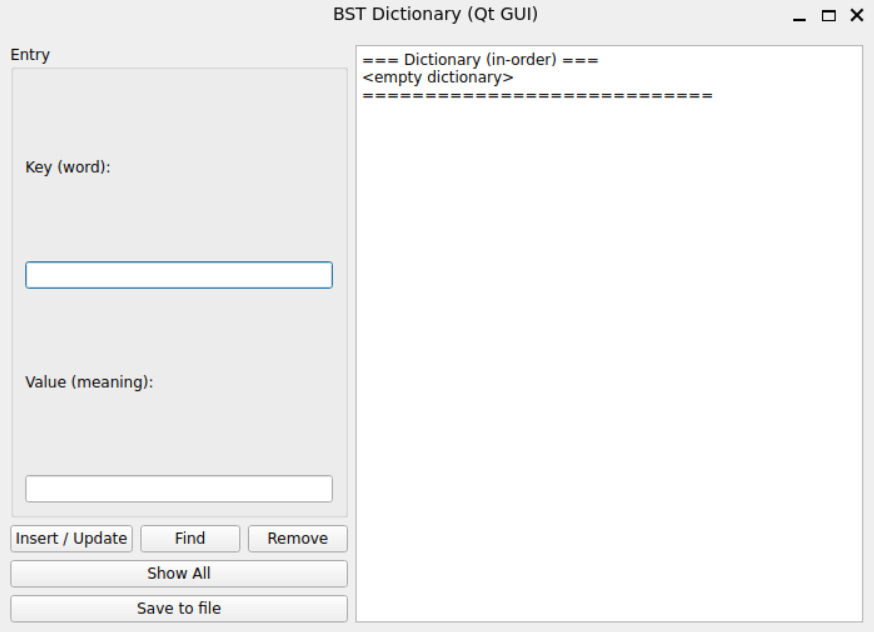 BST Dictionary (Qt GUI)
Entry
Key (word):
Value (meaning):
Insert / Update
Find
Remove
Show All
Save to file
=== Dictionary (in-order) ===
<empty dictionary>
============================